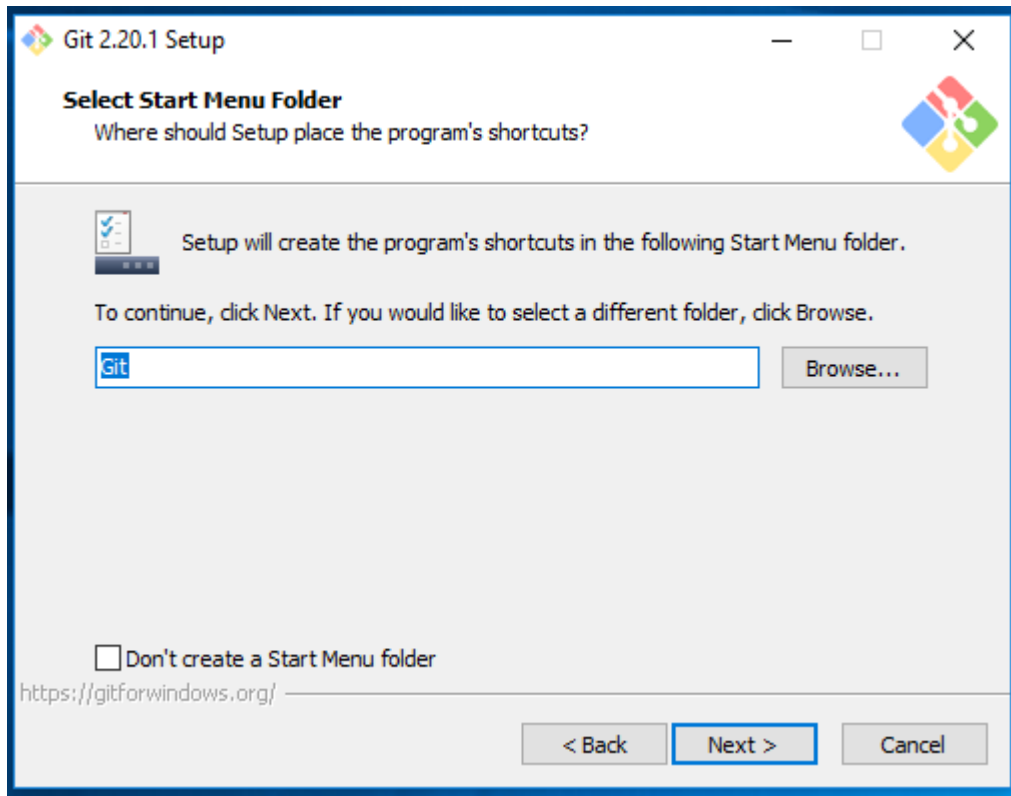 Git 2.20.1 Setup
Select Start Menu Folder
Where should Setup place the program's shortcuts?
Setup will create the program's shortcuts in the following Start Menu folder.
To continue, click Next. If you would like to select a different folder, click Browse.
Git
Browse...
Don't create a Start Menu folder
https://gitforwindows.org/
< Back
Next >
Cancel